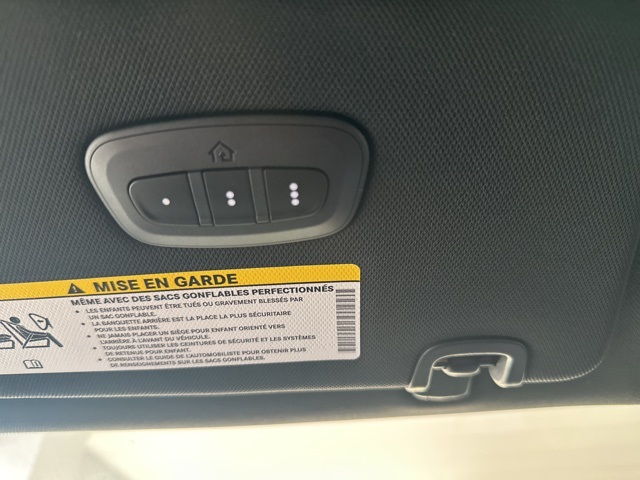 MISE EN GARDE
MÊME AVEC DES SACS GONFLABLES PERFECTIONNÉS
• LES ENFANTS PEUVENT ÊTRE TUÉS OU GRAVEMENT BLESSÉS PAR
UN SAC GONFLABLE.
• LA BANQUETTE ARRIÈRE EST LA PLACE LA PLUS SÉCURITAIRE
POUR LES ENFANTS.
• NE JAMAIS PLACER UN SIÈGE POUR ENFANT ORIENTÉ VERS
L'ARRIÈRE À L'AVANT DU VÉHICULE.
• TOUJOURS UTILISER LES CEINTURES DE SÉCURITÉ ET LES SYSTÈMES
DE RETENUE POUR ENFANT.
• CONSULTER LE GUIDE DE L'AUTOMOBILISTE POUR OBTENIR PLUS
DE RENSEIGNEMENTS SUR LES SACS GONFLABLES.